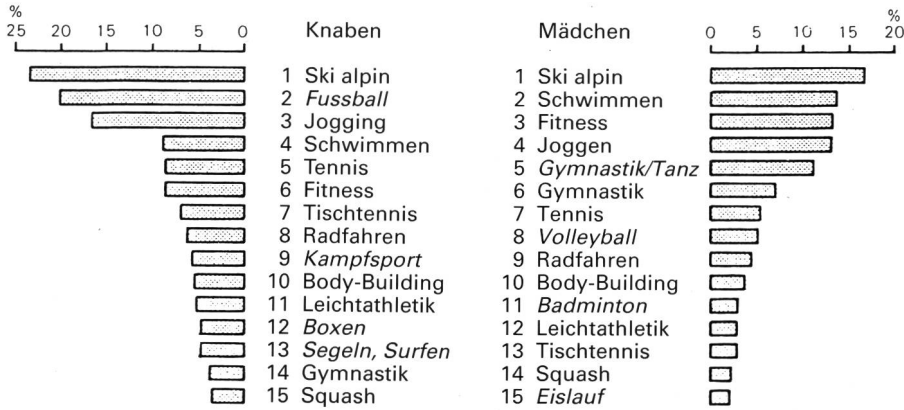 % Knaben Mädchen %
25 20 15 10 5 0 0 5 10 15 20
1 Ski alpin 1 Ski alpin
2 Fussball 2 Schwimmen
3 Jogging 3 Fitness
4 Schwimmen 4 Joggen
5 Tennis 5 Gymnastik/Tanz
6 Fitness 6 Gymnastik
7 Tischtennis 7 Tennis
8 Radfahren 8 Volleyball
9 Kampfsport 9 Radfahren
10 Body-Building 10 Body-Building
11 Leichtathletik 11 Badminton
12 Boxen 12 Leichtathletik
13 Segeln, Surfen 13 Tischtennis
14 Gymnastik 14 Squash
15 Squash 15 Eislauf